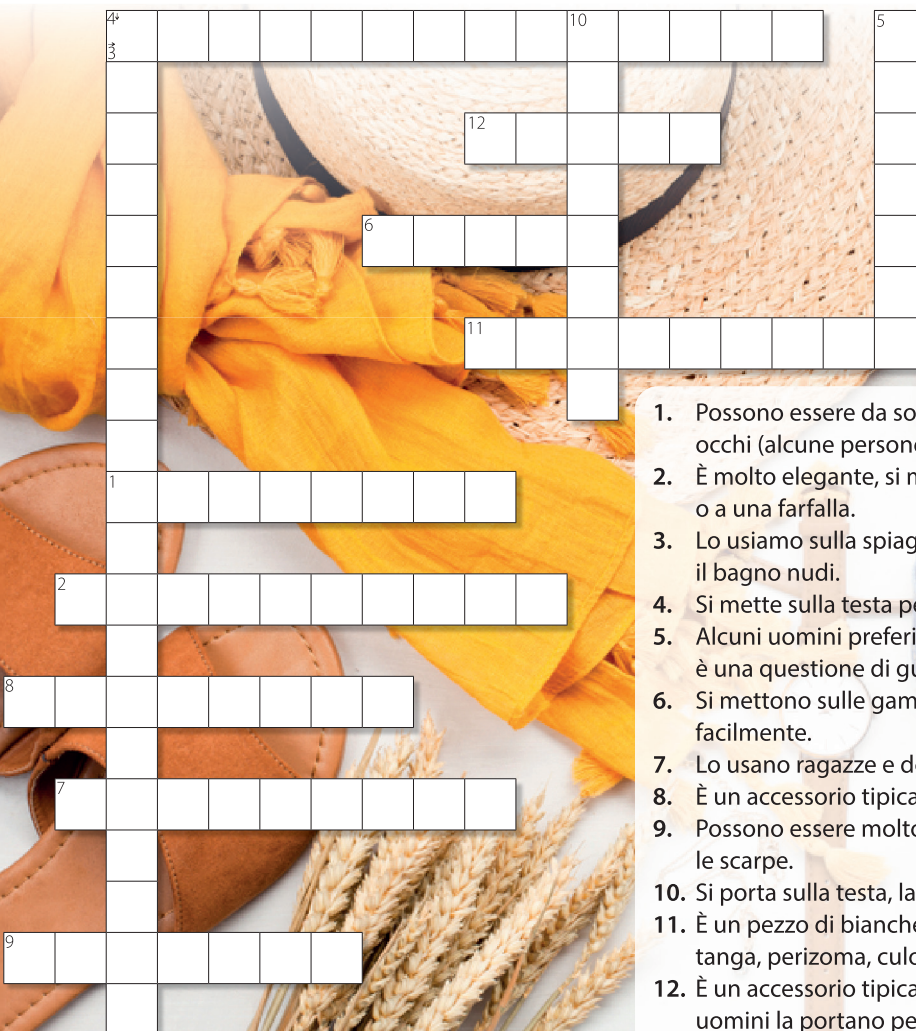 4
10
5
3
12
6
11
1
2
8
7
9
1. Possono essere da so
occhi (alcune person
2. È molto elegante, si
o a una farfalla.
3. Lo usiamo sulla spiag
il bagno nudi.
4. Si mette sulla testa p
5. Alcuni uomini prefer
è una questione di gu
6. Si mettono sulle gam
facilmente.
7. Lo usano ragazze e d
8. È un accessorio tipica
9. Possono essere molto
le scarpe.
10. Si porta sulla testa, la
11. È un pezzo di bianche
tanga, perizoma, culo
12. È un accessorio tipica
uomini la portano pe